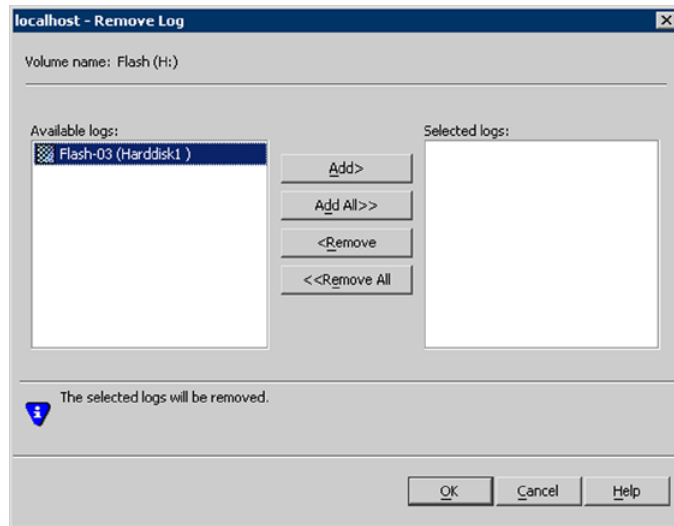 localhost - Remove Log
Volume name: Flash (H:)
Available logs:
Selected logs:
Flash-03 (Harddisk1 )
Add>
Add All>>
<Remove
<<Remove All
The selected logs will be removed.
OK
Cancel
Help